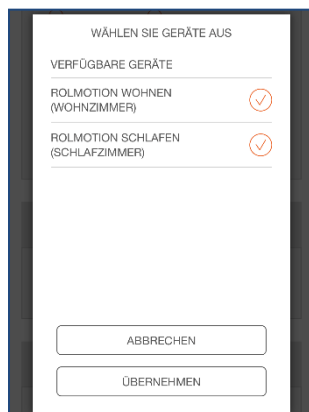 WÄHLEN SIE GERÄTE AUS
VERFÜGBARE GERÄTE
ROLMOTION WOHNEN
(WOHNZIMMER)
ROLMOTION SCHLAFEN
(SCHLAFZIMMER)
ABBRECHEN
ÜBERNEHMEN